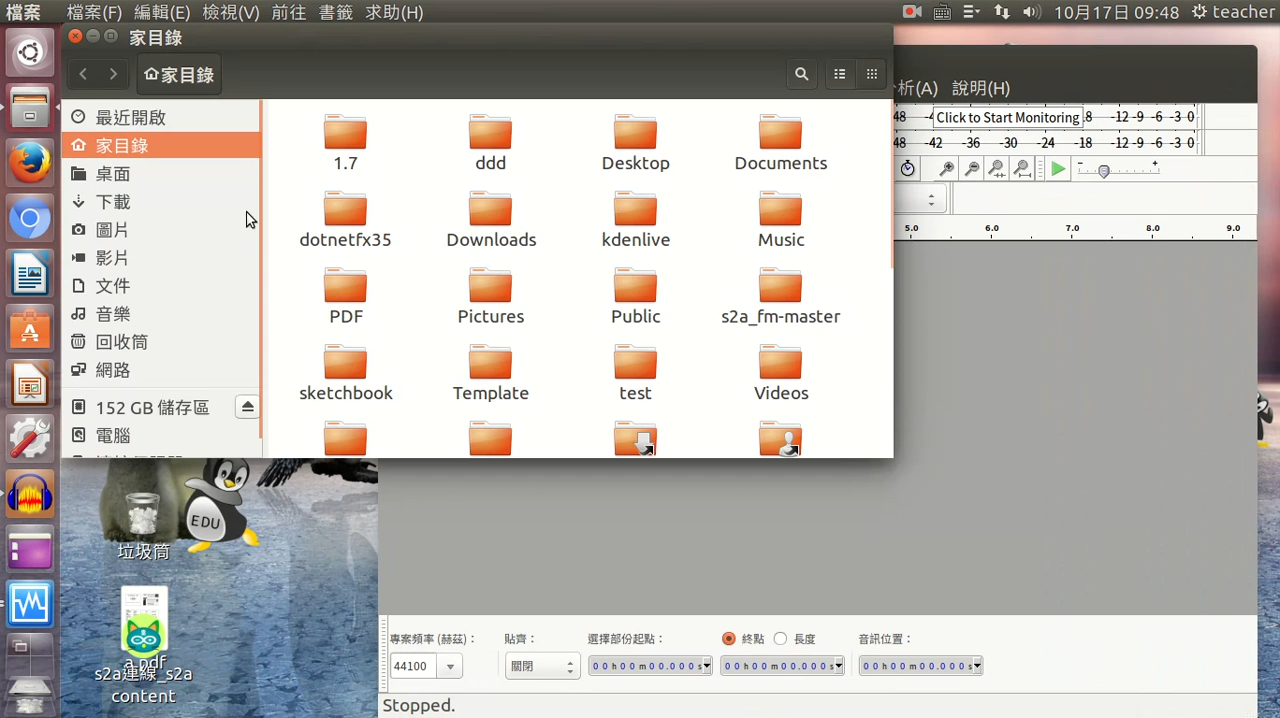 檔案 檔案(F) 編輯(E) 檢視(V) 前往 書籤 求助(H) 10月17日 09:48 teacher
家目錄
家目錄
析(A) 說明(H)
最近開啟
家目錄
桌面
下載
圖片
影片
文件
音樂
回收筒
網路
152 GB 儲存區
電腦
1.7 ddd Desktop Documents
dotnetfx35 Downloads kdenlive Music
PDF Pictures Public s2a_fm-master
sketchbook Template test Videos
48 Click to Start Monitoring 8 -12 -9 -6 -3 0
48 -42 -36 -30 -24 -18 -12 -9 -6 -3 0
- +
5.0 6.0 7.0 8.0 9.0
EDU
垃圾筒
a.pdf
s2a連線_s2a
content
專案頻率 (赫茲)： 貼齊： 選擇部份起點： 終點 長度 音訊位置：
44100 關閉 00h00m00.000s 00h00m00.000s 00h00m00.000s
Stopped.